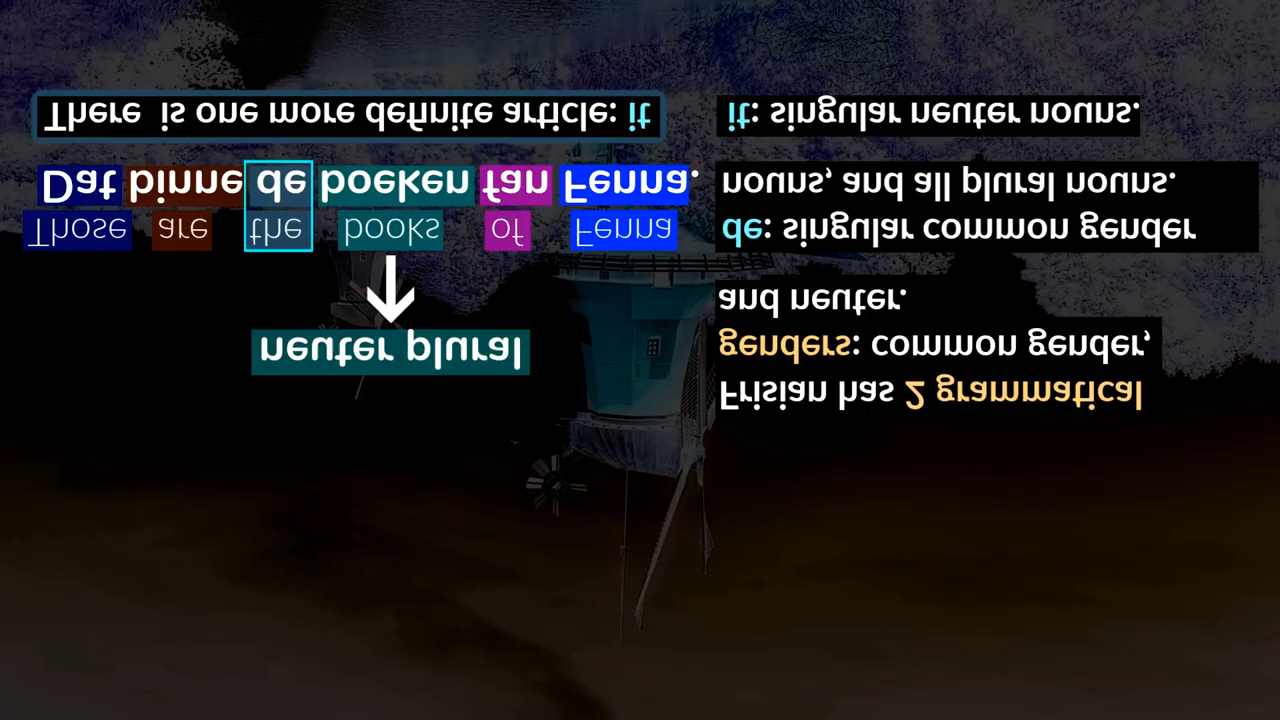 neuter plural
Those are the books of Fenna
Dat binne de boeken fan Fenna.
There is one more definite article: it
Frisian has 2 grammatical
genders: common gender,
and neuter.
de: singular common gender
nouns, and all plural nouns.
it: singular neuter nouns.